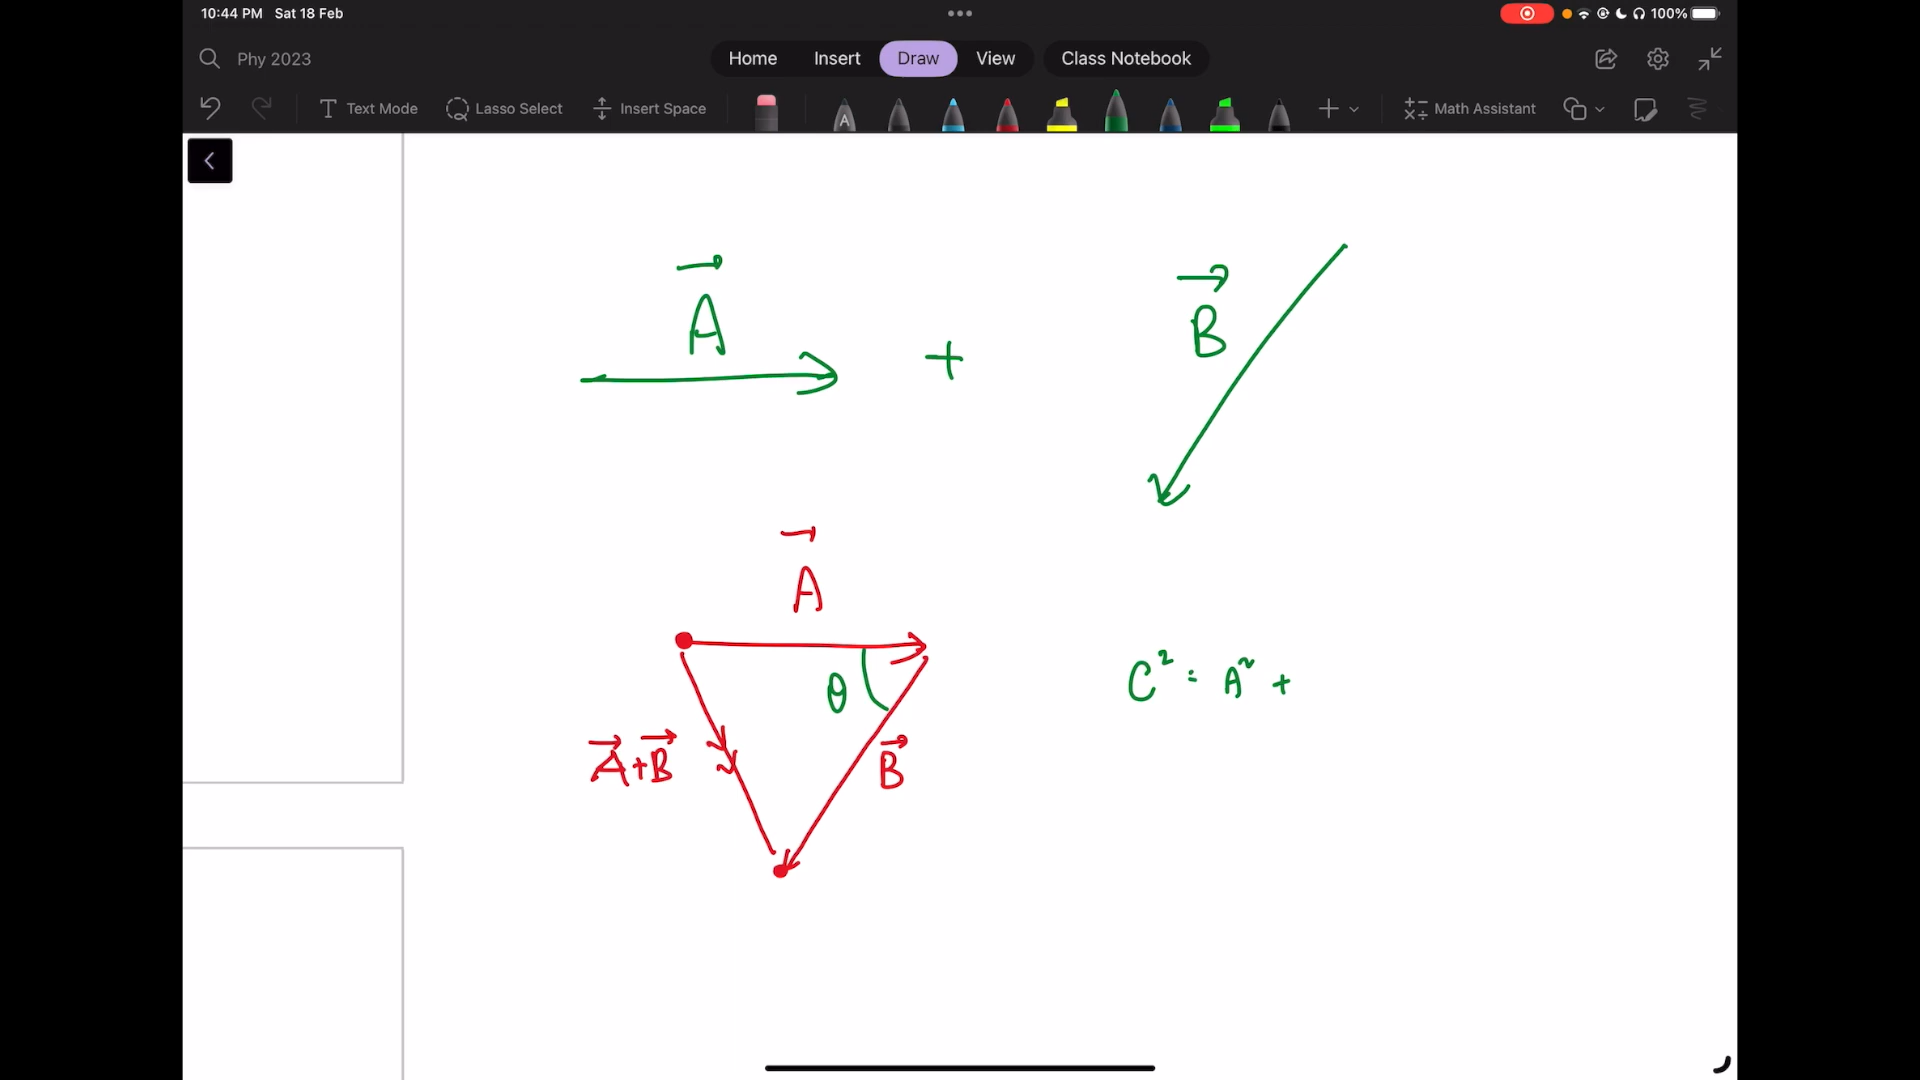 10:44 PM Sat 18 Feb 100%
Phy 2023 Home Insert Draw View Class Notebook
Text Mode Lasso Select Insert Space A Math Assistant
A⃗ + B⃗
A⃗
θ
C² = A² +
A⃗+B⃗ B⃗